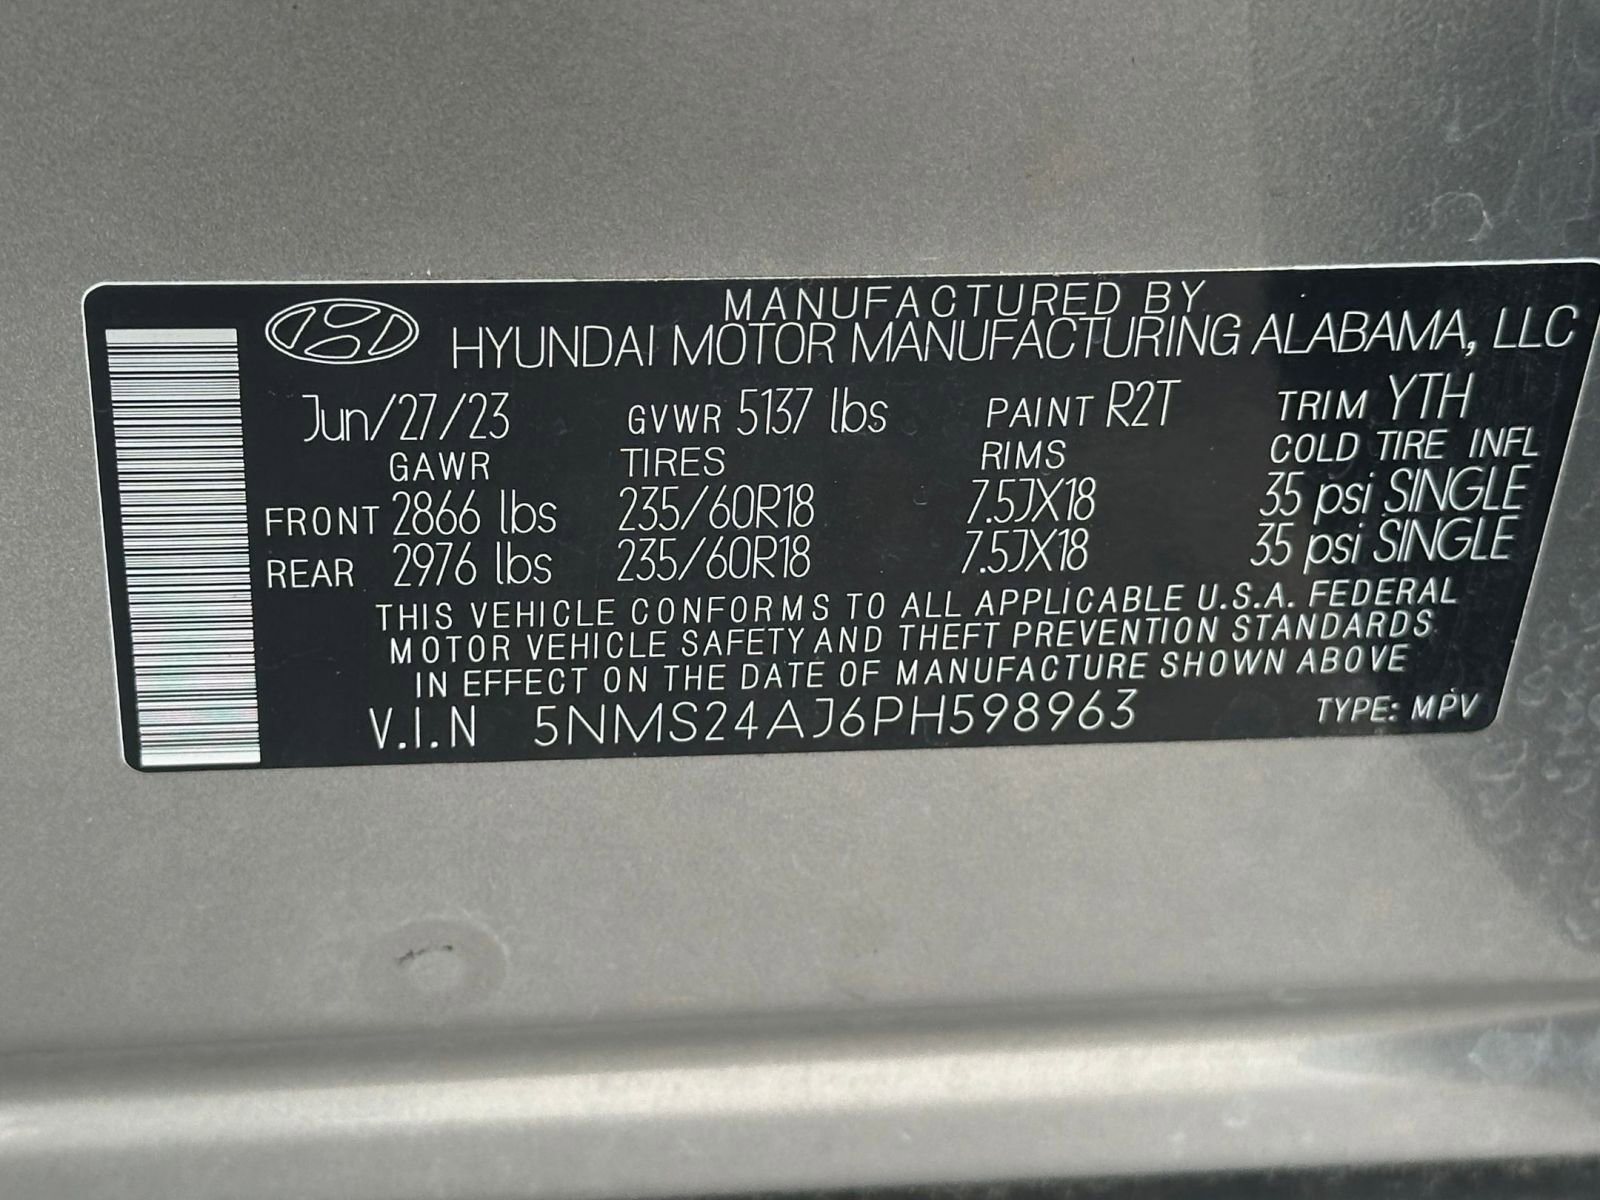 MANUFACTURED BY
HYUNDAI MOTOR MANUFACTURING ALABAMA, LLC
Jun/27/23 GVWR 5137 lbs PAINT R2T TRIM YTH
GAWR TIRES RIMS COLD TIRE INFL
FRONT 2866 lbs 235/60R18 7.5JX18 35 psi SINGLE
REAR 2976 lbs 235/60R18 7.5JX18 35 psi SINGLE
THIS VEHICLE CONFORMS TO ALL APPLICABLE U.S.A. FEDERAL
MOTOR VEHICLE SAFETY AND THEFT PREVENTION STANDARDS
IN EFFECT ON THE DATE OF MANUFACTURE SHOWN ABOVE
V.I.N 5NMS24AJ6PH598963 TYPE: MPV